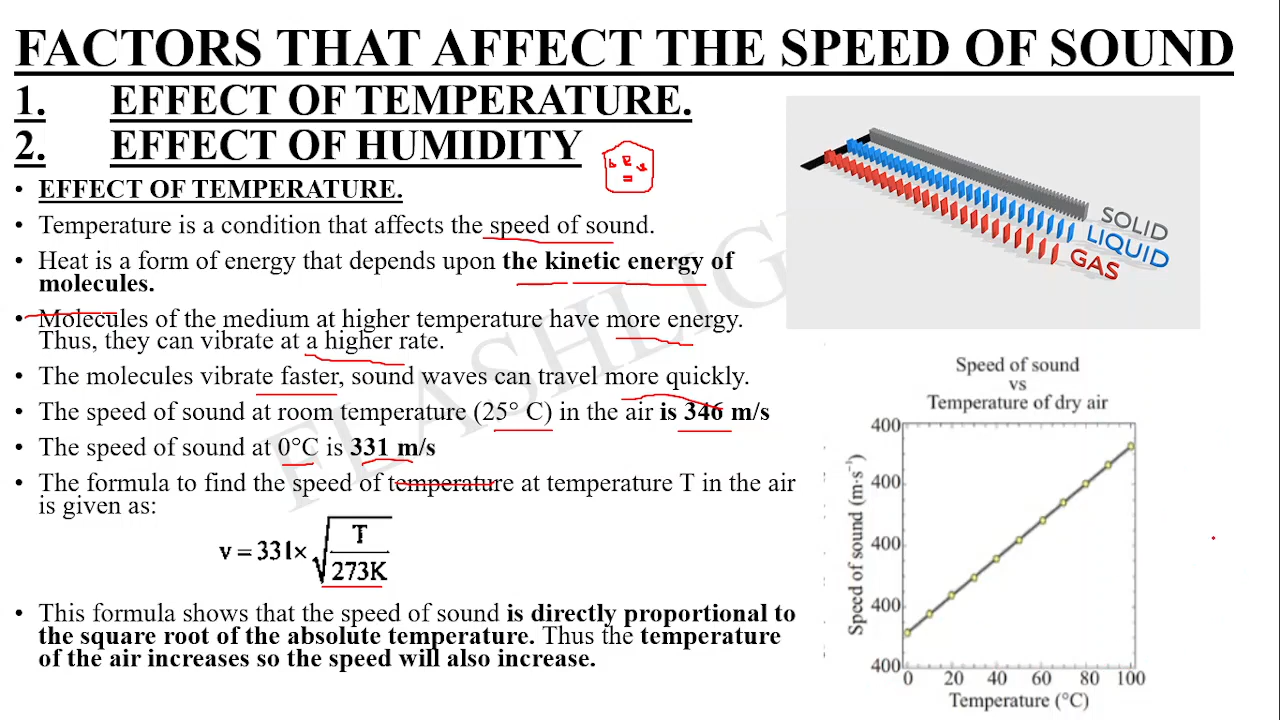 FACTORS THAT AFFECT THE SPEED OF SOUND
1. EFFECT OF TEMPERATURE.
2. EFFECT OF HUMIDITY
• EFFECT OF TEMPERATURE.
• Temperature is a condition that affects the speed of sound.
• Heat is a form of energy that depends upon the kinetic energy of
molecules.
• Molecules of the medium at higher temperature have more energy.
Thus, they can vibrate at a higher rate.
• The molecules vibrate faster, sound waves can travel more quickly.
• The speed of sound at room temperature (25° C) in the air is 346 m/s
• The speed of sound at 0°C is 331 m/s
• The formula to find the speed of temperature at temperature T in the air
is given as:
v = 331× √ T
273K
• This formula shows that the speed of sound is directly proportional to
the square root of the absolute temperature. Thus the temperature
of the air increases so the speed will also increase.
SOLID
LIQUID
GAS
Speed of sound
vs
Temperature of dry air
Speed of sound (m·s⁻¹)
400
400
400
400
400
0 20 40 60 80 100
Temperature (°C)
FLASHLIG